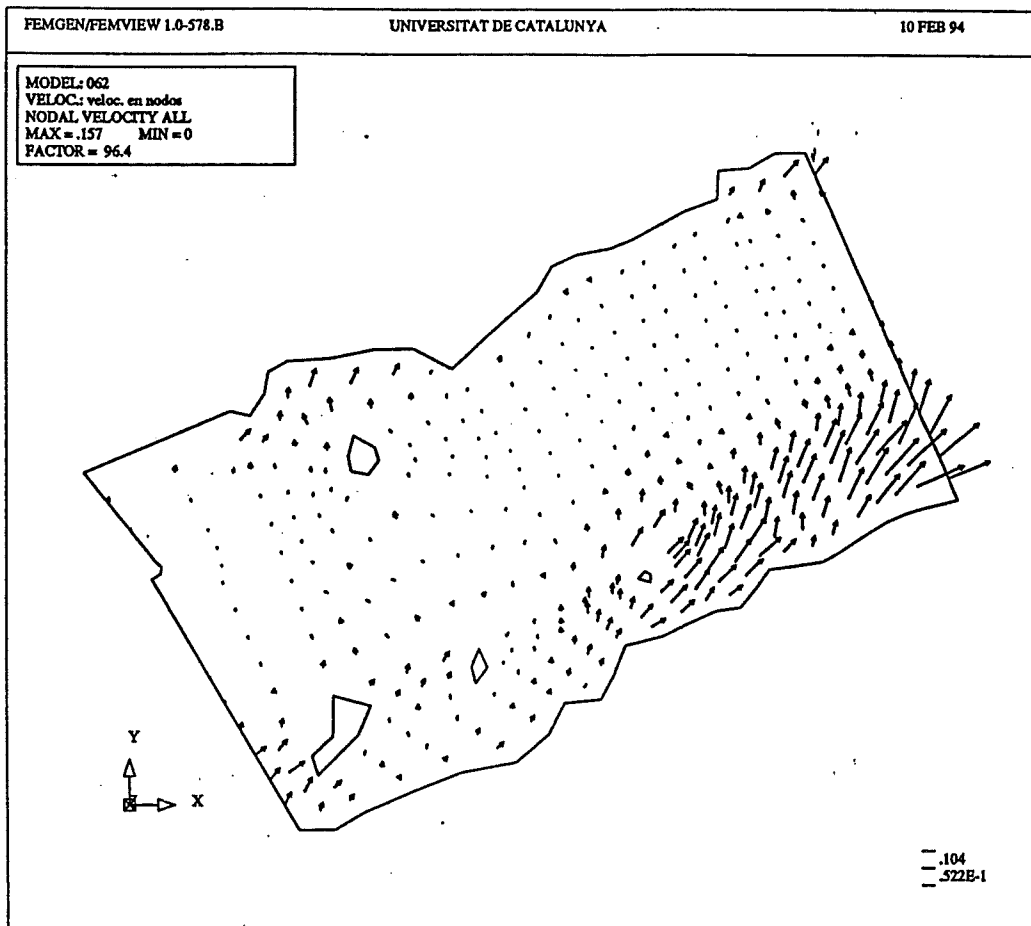 FEMGEN/FEMVIEW 1.0-578.B UNIVERSITAT DE CATALUNYA 10 FEB 94
MODEL: 062
VELOC.: veloc. en nodos
NODAL VELOCITY ALL
MAX = .157 MIN = 0
FACTOR = 96.4
Y
Z X
.104
.522E-1